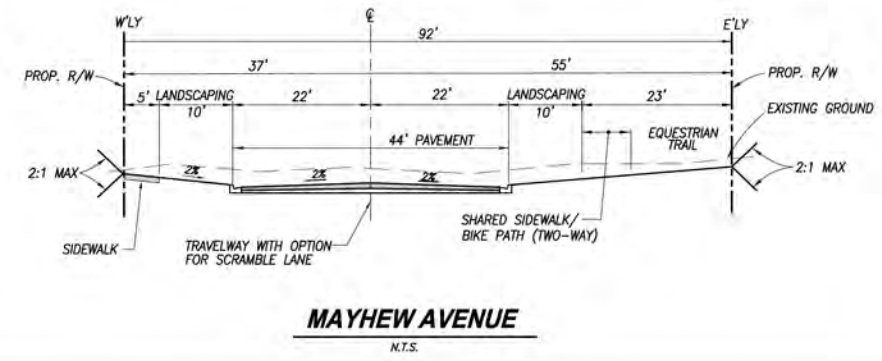 W'LY
℄
E'LY
92'
37'
55'
PROP. R/W
PROP. R/W
5'
LANDSCAPING
10'
22'
22'
LANDSCAPING
10'
23'
EXISTING GROUND
44' PAVEMENT
EQUESTRIAN
TRAIL
2:1 MAX
2%
2%
2%
2:1 MAX
SIDEWALK
TRAVELWAY WITH OPTION
FOR SCRAMBLE LANE
SHARED SIDEWALK/
BIKE PATH (TWO-WAY)
MAYHEW AVENUE
N.T.S.